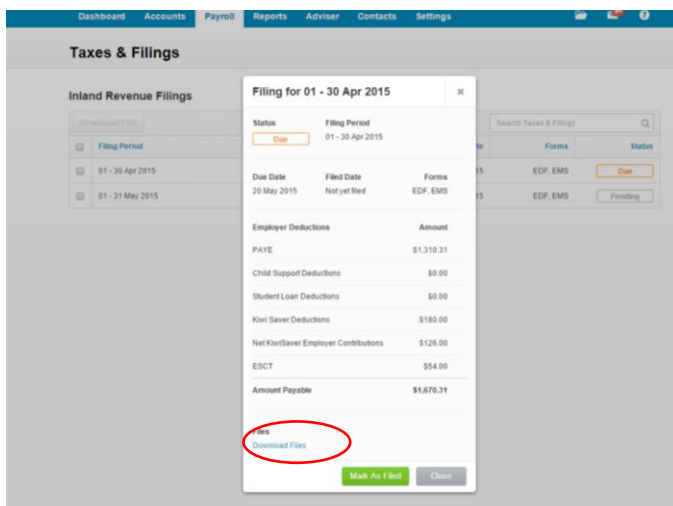 Dashboard Accounts Payroll Reports Adviser Contacts Settings
Taxes & Filings
Inland Revenue Filings
Download File
Search Taxes & Filings
Filing Period
Forms Status
01 - 30 Apr 2015
EDF, EMS Due
01 - 31 May 2015
EDF, EMS Pending
Filing for 01 - 30 Apr 2015
Status Filing Period
Due 01 - 30 Apr 2015
Due Date Filed Date Forms
20 May 2015 Not yet filed EDF, EMS
Employer Deductions Amount
PAYE $1,310.31
Child Support Deductions $0.00
Student Loan Deductions $0.00
Kiwi Saver Deductions $180.00
Net KiwiSaver Employer Contributions $126.00
ESCT $54.00
Amount Payable $1,670.31
Files
Download Files
Mark As Filed Close